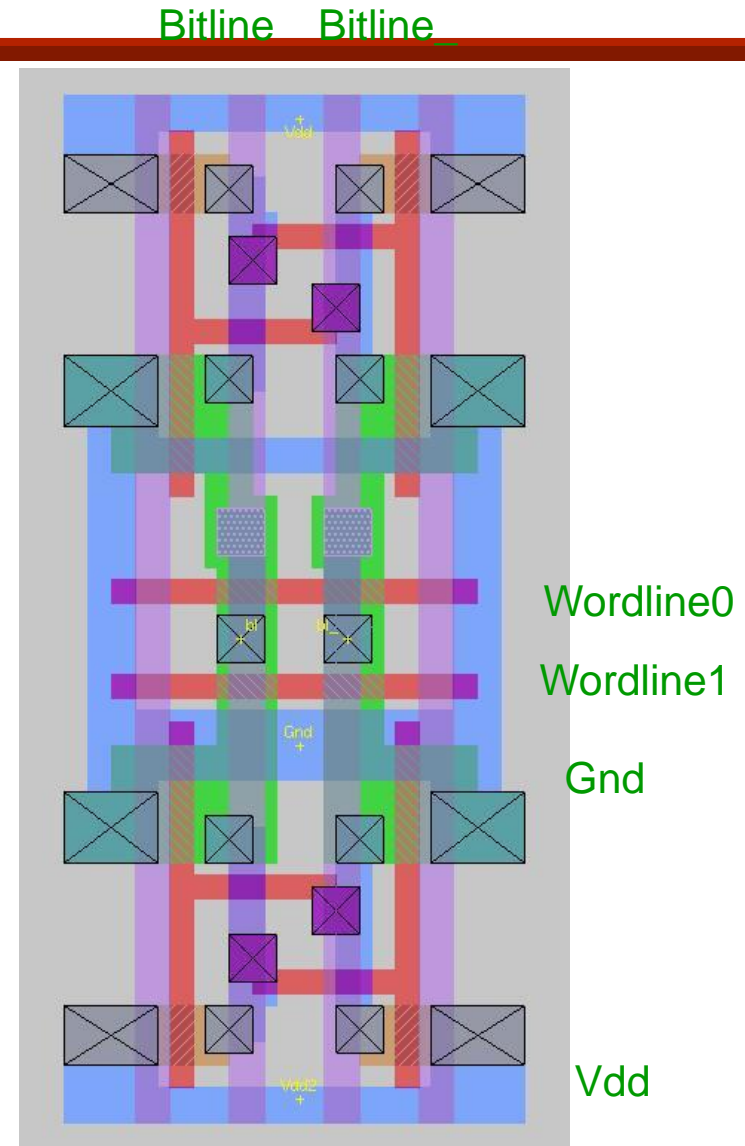 Bitline Bitline_
Vdd
Wordline0
bl bl_
Wordline1
Gnd
Gnd
Vdd
Vdd2